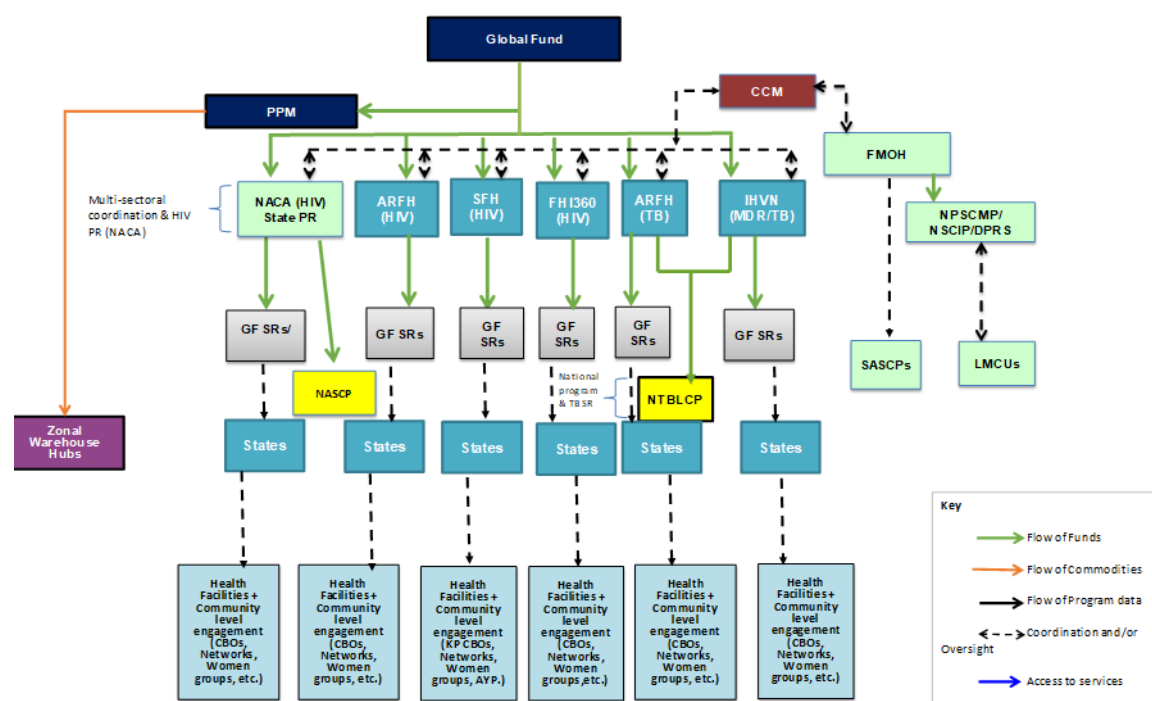 Global Fund
PPM
CCM
FMOH
Multi-sectoral
coordination & HIV
PR (NACA)
NACA (HIV)
State PR
ARFH
(HIV)
SFH
(HIV)
FHI360
(HIV)
ARFH
(TB)
IHVN
(MDR/TB)
NPSCMP/
NSCIP/DPRS
GF SRs/
GF SRs
GF
SRs
GF
SRs
GF
SRs
GF SRs
SASCPs
LMCUs
NASCP
National
program
& TBSR
NTBLCP
Zonal
Warehouse
Hubs
States
States
States
States
States
States
Health
Facilities +
Community
level
engagement
(CBOs,
Networks,
Women
groups, etc.)
Health
Facilities +
Community
level
engagement
(CBOs,
Networks,
Women
groups, etc.)
Health
Facilities +
Community
level
engagement
(KP CBOs,
Networks,
Women
groups, AYP.)
Health
Facilities +
Community
level
engagement
(CBOs,
Networks,
Women
groups,etc.)
Health
Facilities +
Community
level
engagement
(CBOs,
Networks,
Women
groups, etc.)
Health
Facilities +
Community
level
engagement
(CBOs,
Networks,
Women
groups, etc.)
Key
Flow of Funds
Flow of Commodities
Flow of Program data
Coordination and/or
Oversight
Access to services